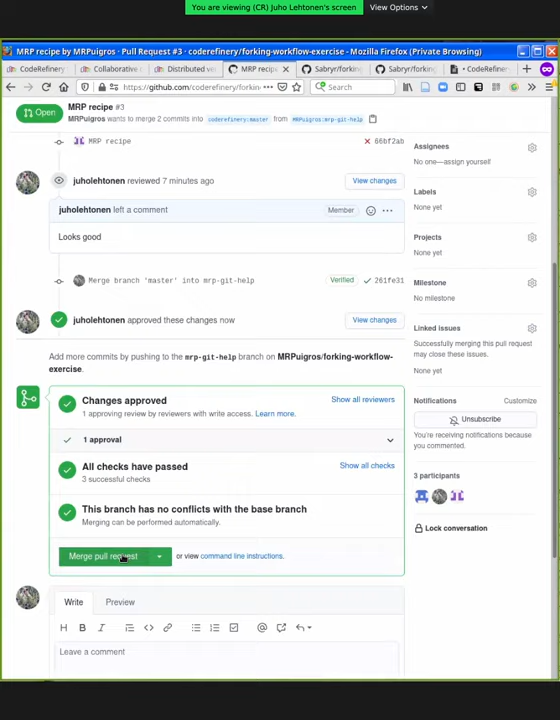 You are viewing (CR) Juho Lehtonen's screen
View Options
MRP recipe by MRPuigros · Pull Request #3 · coderefinery/forking-workflow-exercise - Mozilla Firefox (Private Browsing)
CodeRefinery
Collaborative
Distributed ve
MRP recipe
Sabryr/forking
Sabryr/forking
• CodeRefiner
https://github.com/coderefinery/forkin
Search
Open
MRP recipe #3
MRPuigros wants to merge 2 commits into coderefinery:master from MRPuigros:mrp-git-help
MRP recipe
66bf2ab
juholehtonen reviewed 7 minutes ago
View changes
juholehtonen left a comment
Member
Looks good
Merge branch 'master' into mrp-git-help
Verified
261fe31
juholehtonen approved these changes now
View changes
Add more commits by pushing to the mrp-git-help branch on MRPuigros/forking-workflow-
exercise.
Changes approved
Show all reviewers
1 approving review by reviewers with write access. Learn more.
1 approval
All checks have passed
Show all checks
3 successful checks
This branch has no conflicts with the base branch
Merging can be performed automatically.
Merge pull request
or view command line instructions.
Write
Preview
H B I
Leave a comment
Assignees
No one—assign yourself
Labels
None yet
Projects
None yet
Milestone
No milestone
Linked issues
Successfully merging this pull request
may close these issues.
None yet
Notifications
Customize
Unsubscribe
You're receiving notifications because
you commented.
3 participants
Lock conversation